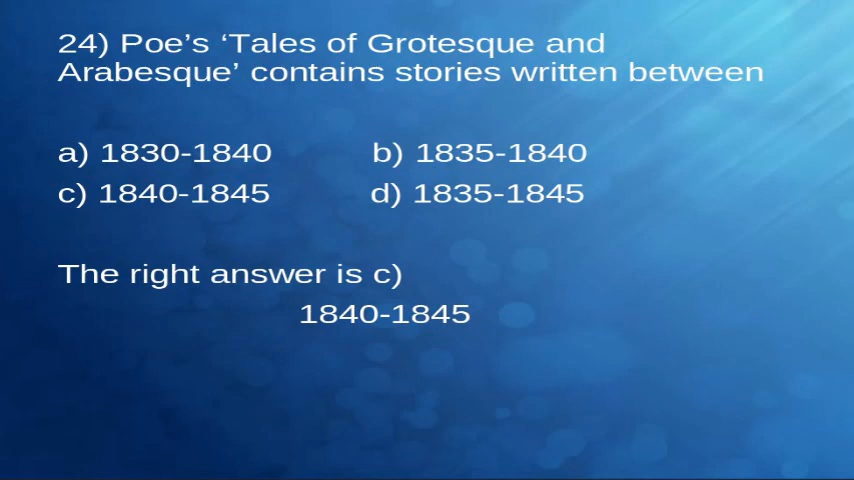 24) Poe’s ‘Tales of Grotesque and
Arabesque’ contains stories written between
a) 1830-1840 b) 1835-1840
c) 1840-1845 d) 1835-1845
The right answer is c)
1840-1845